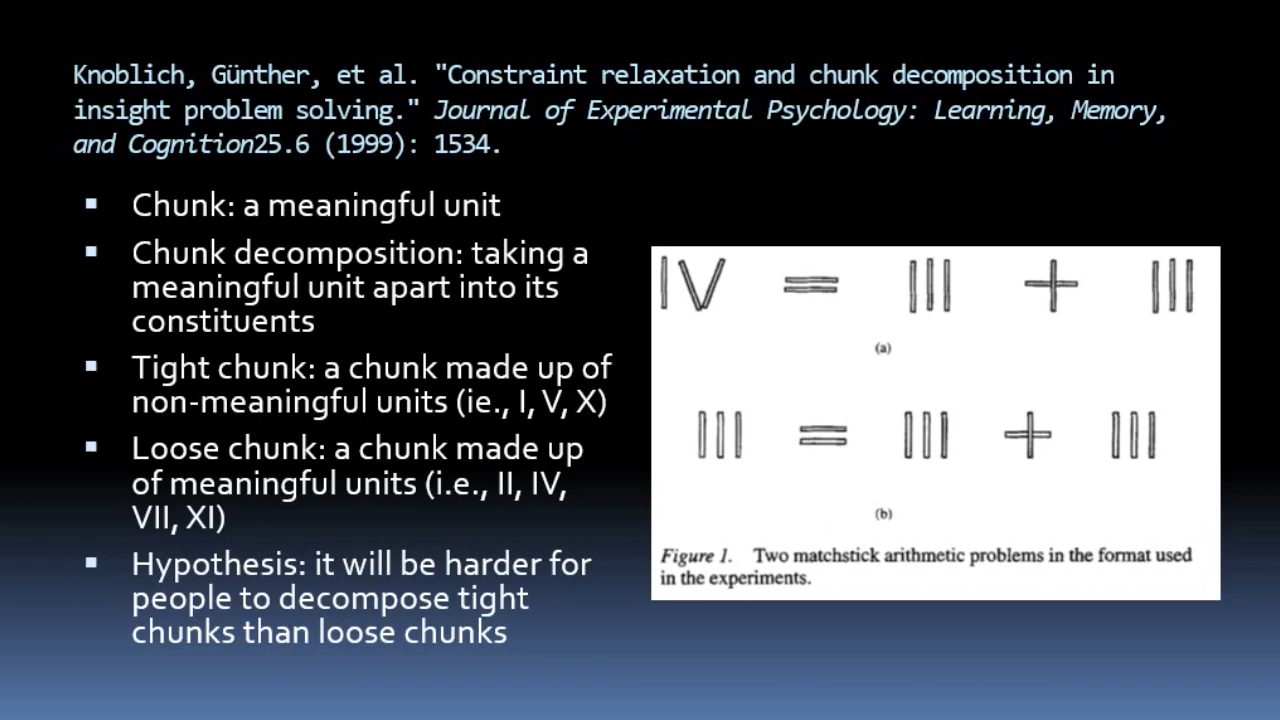 Knoblich, Günther, et al. "Constraint relaxation and chunk decomposition in
insight problem solving." Journal of Experimental Psychology: Learning, Memory,
and Cognition25.6 (1999): 1534.
▪ Chunk: a meaningful unit
▪ Chunk decomposition: taking a
meaningful unit apart into its
constituents
▪ Tight chunk: a chunk made up of
non-meaningful units (ie., I, V, X)
▪ Loose chunk: a chunk made up
of meaningful units (i.e., II, IV,
VII, XI)
▪ Hypothesis: it will be harder for
people to decompose tight
chunks than loose chunks
IV = III + III
(a)
III = III + III
(b)
Figure 1. Two matchstick arithmetic problems in the format used
in the experiments.